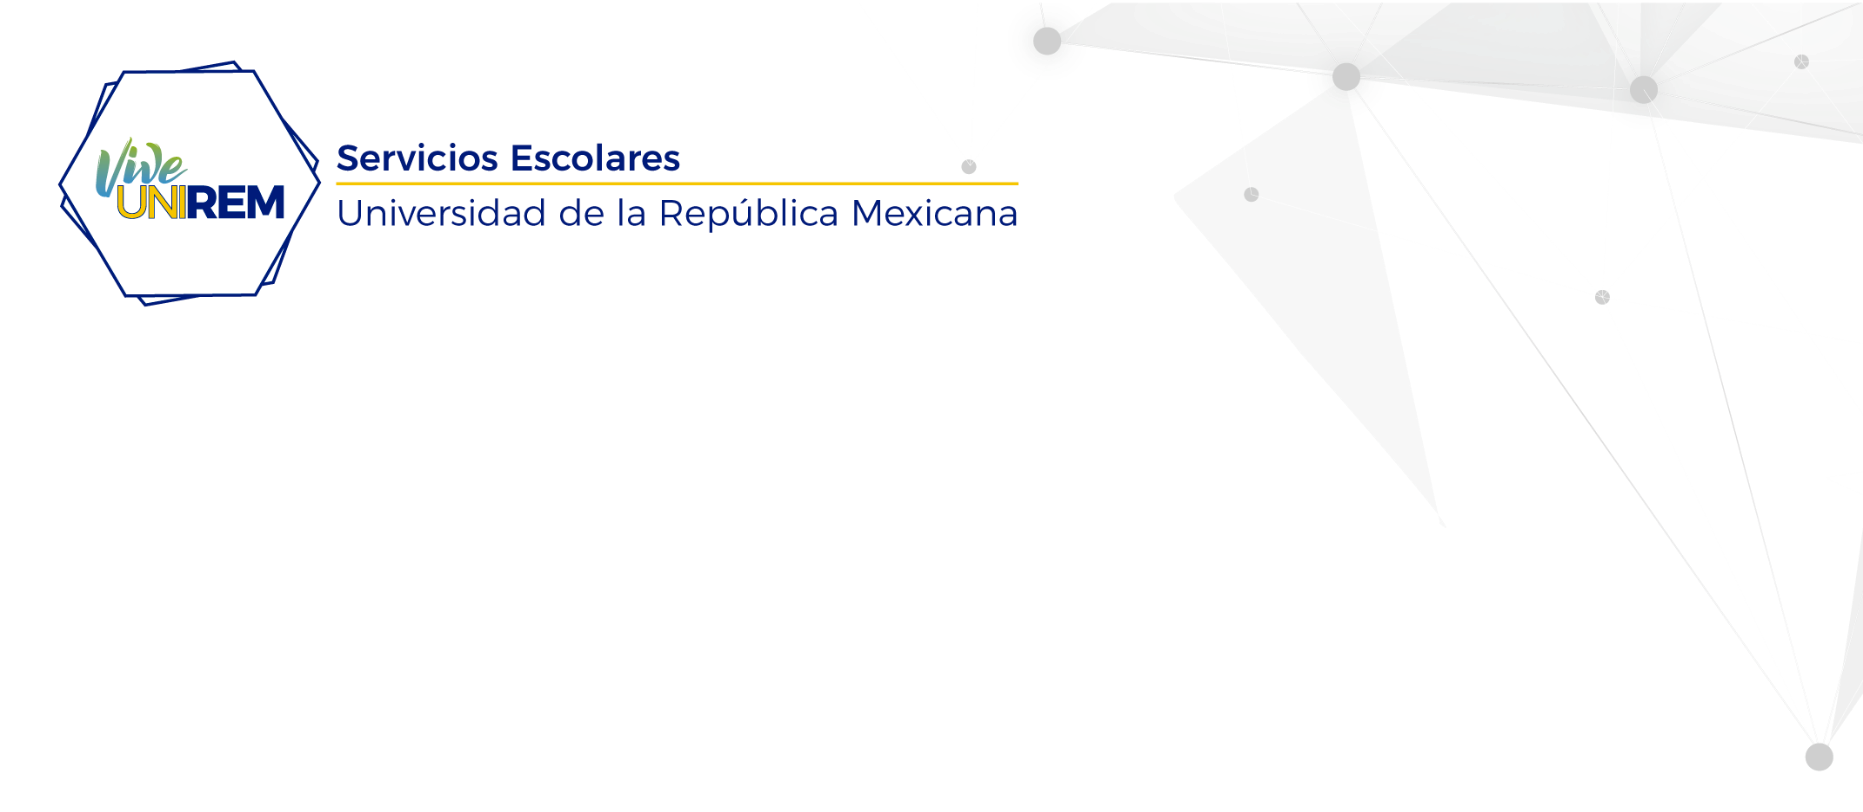 Vive
UNIREM
Servicios Escolares
Universidad de la República Mexicana